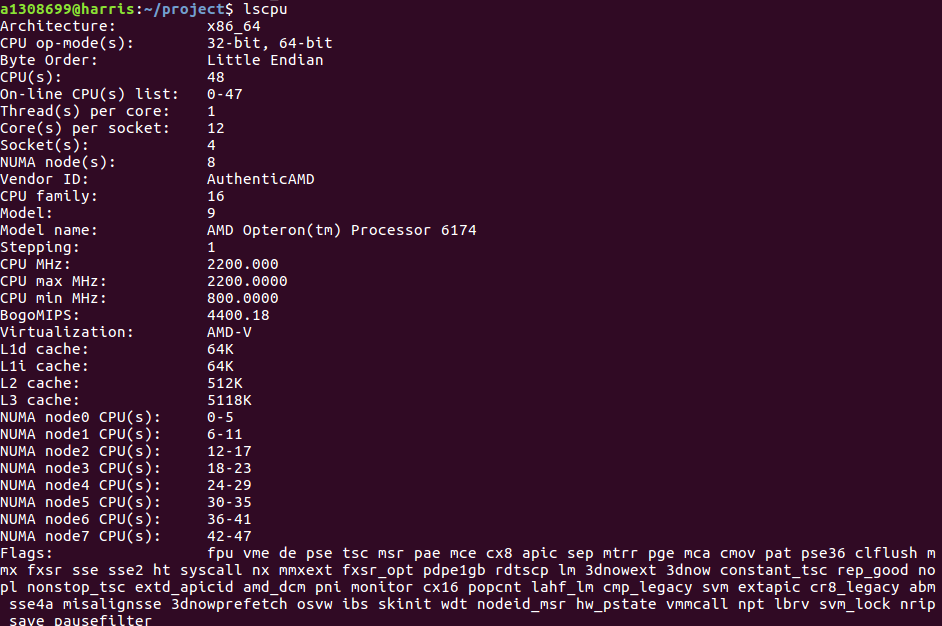 a1308699@harris:~/project$ lscpu
Architecture:          x86_64
CPU op-mode(s):        32-bit, 64-bit
Byte Order:            Little Endian
CPU(s):                48
On-line CPU(s) list:   0-47
Thread(s) per core:    1
Core(s) per socket:    12
Socket(s):             4
NUMA node(s):          8
Vendor ID:             AuthenticAMD
CPU family:            16
Model:                 9
Model name:            AMD Opteron(tm) Processor 6174
Stepping:              1
CPU MHz:               2200.000
CPU max MHz:           2200.0000
CPU min MHz:           800.0000
BogoMIPS:              4400.18
Virtualization:        AMD-V
L1d cache:             64K
L1i cache:             64K
L2 cache:              512K
L3 cache:              5118K
NUMA node0 CPU(s):     0-5
NUMA node1 CPU(s):     6-11
NUMA node2 CPU(s):     12-17
NUMA node3 CPU(s):     18-23
NUMA node4 CPU(s):     24-29
NUMA node5 CPU(s):     30-35
NUMA node6 CPU(s):     36-41
NUMA node7 CPU(s):     42-47
Flags:                 fpu vme de pse tsc msr pae mce cx8 apic sep mtrr pge mca cmov pat pse36 clflush m
mx fxsr sse sse2 ht syscall nx mmxext fxsr_opt pdpe1gb rdtscp lm 3dnowext 3dnow constant_tsc rep_good no
pl nonstop_tsc extd_apicid amd_dcm pni monitor cx16 popcnt lahf_lm cmp_legacy svm extapic cr8_legacy abm
 sse4a misalignsse 3dnowprefetch osvw ibs skinit wdt nodeid_msr hw_pstate vmmcall npt lbrv svm_lock nrip
_save pausefilter